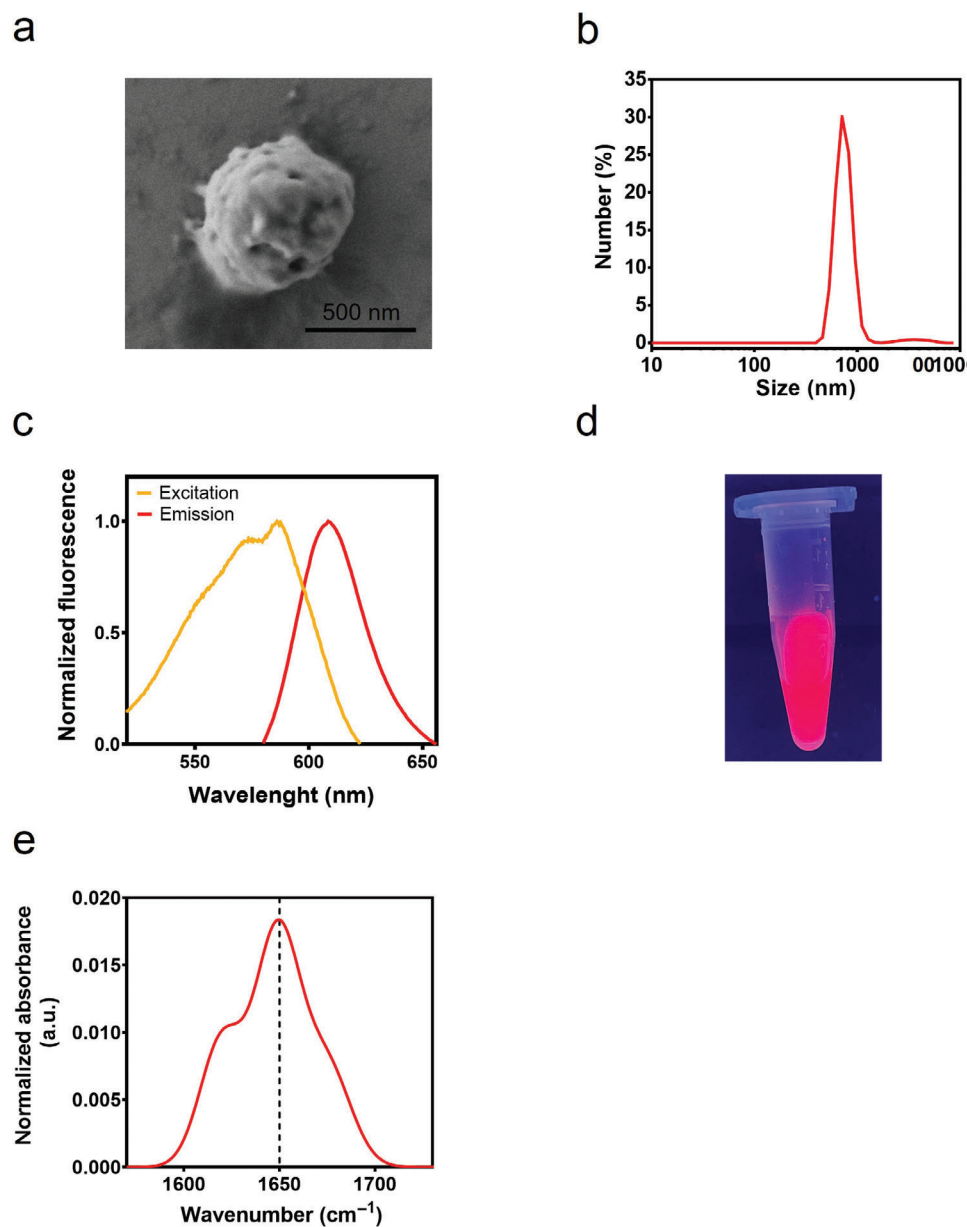 a
500 nm
b
35
30
25
20
15
10
5
0
Number (%)
10
100
1000
001000
Size (nm)
c
Excitation
Emission
1.0
0.5
0.0
Normalized fluorescence
550
600
650
Wavelenght (nm)
d
e
0.020
0.015
0.010
0.005
0.000
Normalized absorbance
(a.u.)
1600
1650
1700
Wavenumber (cm⁻¹)